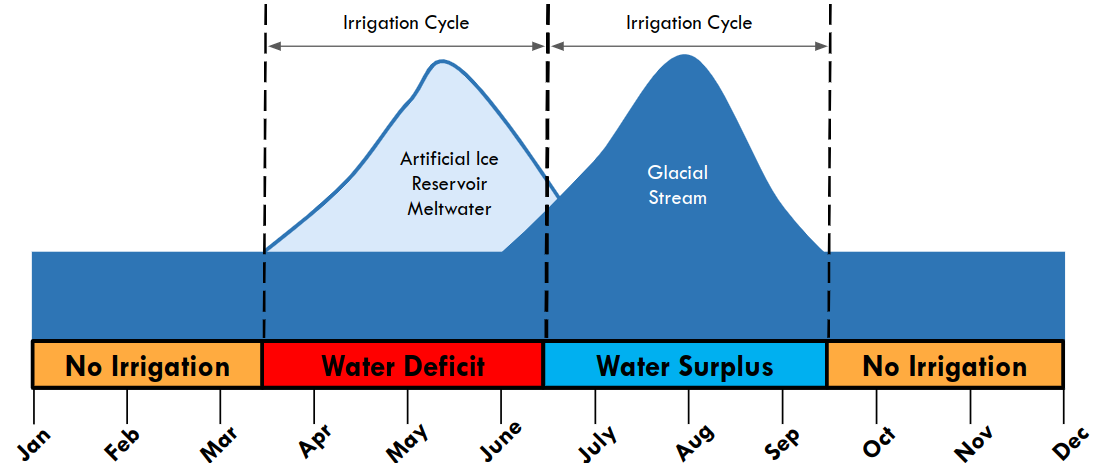 Irrigation Cycle
Irrigation Cycle
Artificial Ice
Reservoir
Meltwater
Glacial
Stream
No Irrigation
Water Deficit
Water Surplus
No Irrigation
Jan
Feb
Mar
Apr
May
June
July
Aug
Sep
Oct
Nov
Dec